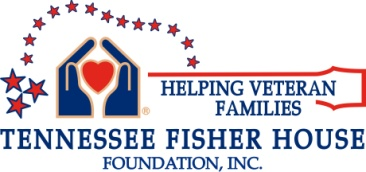 HELPING VETERAN
FAMILIES
®
TENNESSEE FISHER HOUSE
FOUNDATION, INC.